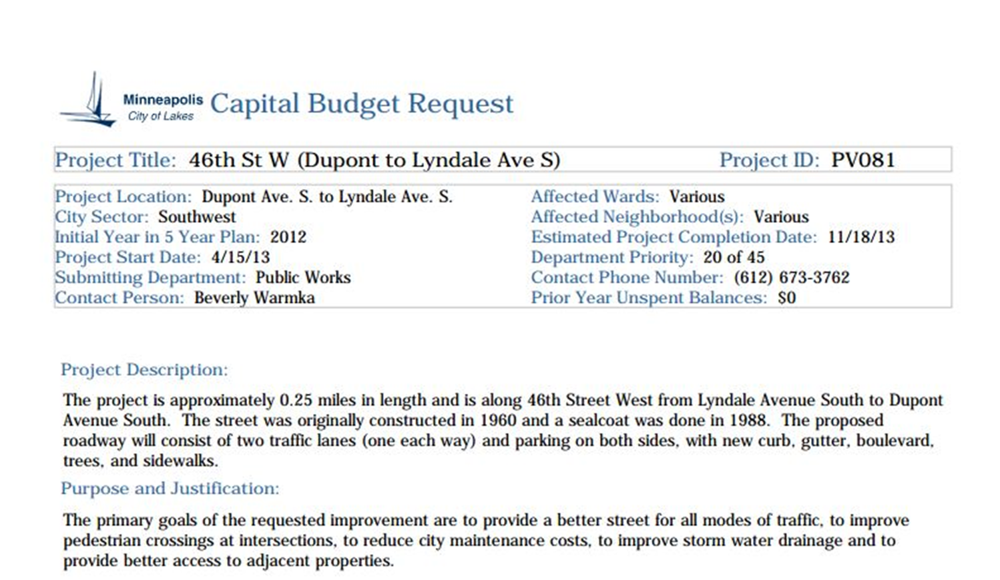 Minneapolis
City of Lakes
Capital Budget Request
Project Title: 46th St W (Dupont to Lyndale Ave S) Project ID: PV081
Project Location: Dupont Ave. S. to Lyndale Ave. S. Affected Wards: Various
City Sector: Southwest Affected Neighborhood(s): Various
Initial Year in 5 Year Plan: 2012 Estimated Project Completion Date: 11/18/13
Project Start Date: 4/15/13 Department Priority: 20 of 45
Submitting Department: Public Works Contact Phone Number: (612) 673-3762
Contact Person: Beverly Warmka Prior Year Unspent Balances: $0
Project Description:
The project is approximately 0.25 miles in length and is along 46th Street West from Lyndale Avenue South to Dupont
Avenue South. The street was originally constructed in 1960 and a sealcoat was done in 1988. The proposed
roadway will consist of two traffic lanes (one each way) and parking on both sides, with new curb, gutter, boulevard,
trees, and sidewalks.
Purpose and Justification:
The primary goals of the requested improvement are to provide a better street for all modes of traffic, to improve
pedestrian crossings at intersections, to reduce city maintenance costs, to improve storm water drainage and to
provide better access to adjacent properties.